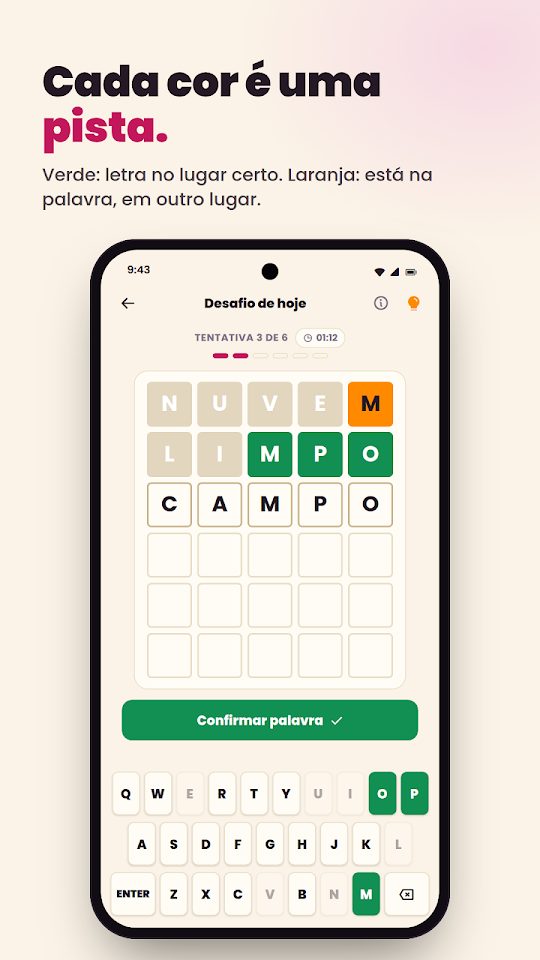 Cada cor é uma
pista.
Verde: letra no lugar certo. Laranja: está na
palavra, em outro lugar.
9:43
Desafio de hoje
TENTATIVA 3 DE 6 01:12
N U V E M
L I M P O
C A M P O
Confirmar palavra
Q W E R T Y U I O P
A S D F G H J K L
ENTER Z X C V B N M